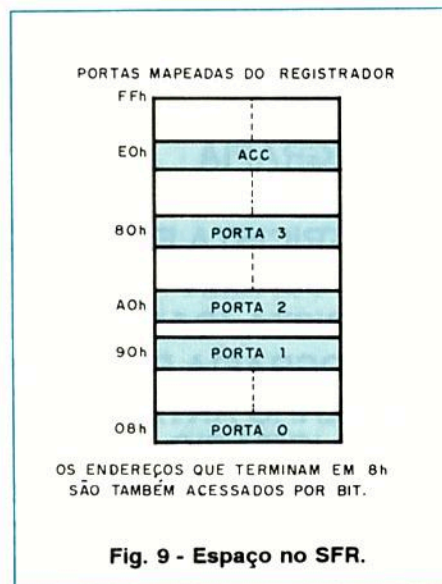 PORTAS MAPEADAS DO REGISTRADOR
FFh
E0h ACC
80h PORTA 3
A0h PORTA 2
90h PORTA 1
08h PORTA 0
OS ENDEREÇOS QUE TERMINAM EM 8h
SÃO TAMBÉM ACESSADOS POR BIT.
Fig. 9 - Espaço no SFR.